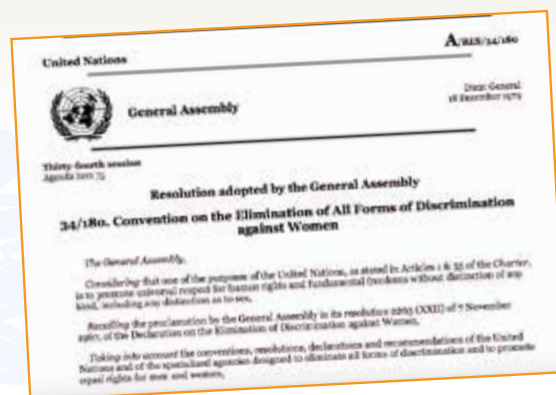 A/RES/34/180
United Nations
General Assembly
Distr. General
18 December 1979
Thirty-fourth session
Agenda item 75
Resolution adopted by the General Assembly
34/180. Convention on the Elimination of All Forms of Discrimination
against Women
The General Assembly,
Considering that one of the purposes of the United Nations, as stated in Articles 1 & 55 of the Charter,
is to promote universal respect for human rights and fundamental freedoms without distinction of any
kind, including any distinction as to sex,
Recalling the proclamation by the General Assembly in its resolution 2263 (XXII) of 7 November
1967, of the Declaration on the Elimination of Discrimination against Women,
Taking into account the conventions, resolutions, declarations and recommendations of the United
Nations and of the specialized agencies designed to eliminate all forms of discrimination and to promote
equal rights for men and women,